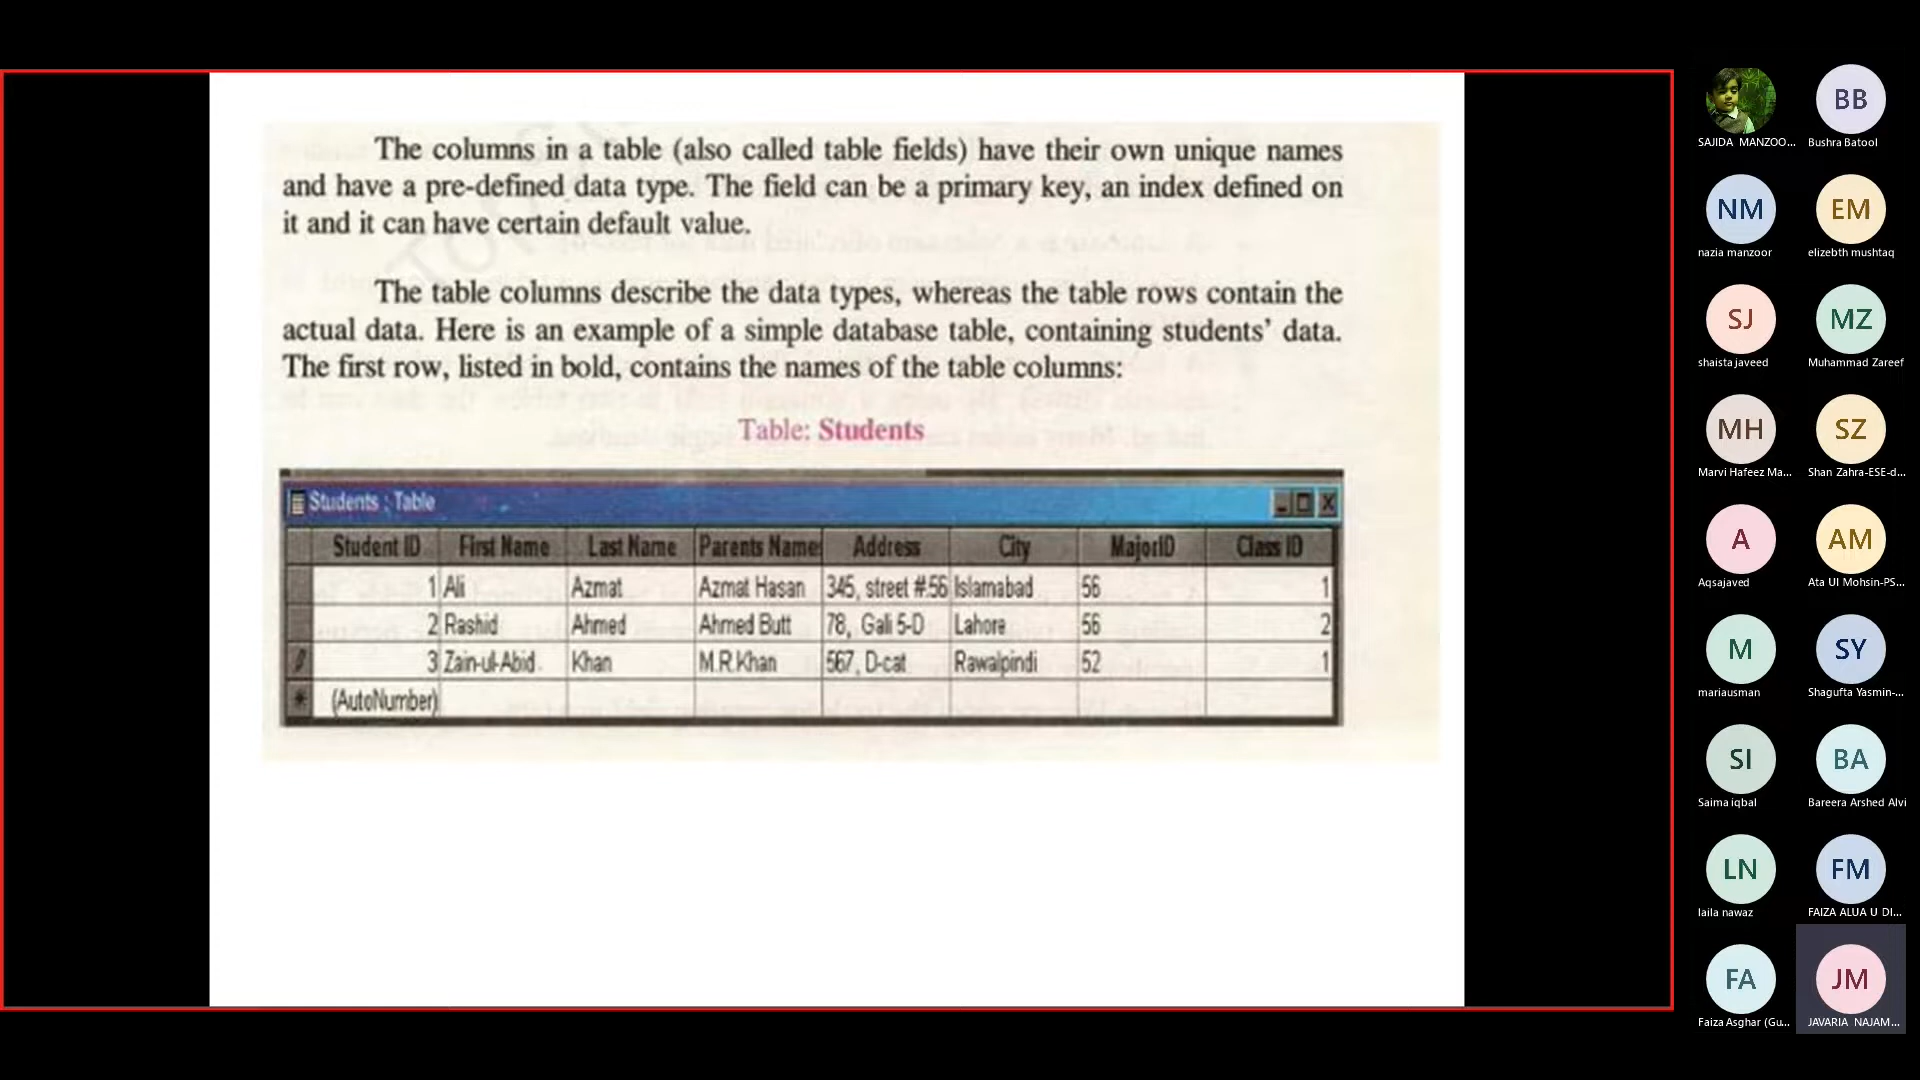 The columns in a table (also called table fields) have their own unique names
and have a pre-defined data type. The field can be a primary key, an index defined on
it and it can have certain default value.
The table columns describe the data types, whereas the table rows contain the
actual data. Here is an example of a simple database table, containing students’ data.
The first row, listed in bold, contains the names of the table columns:
Table: Students
Students : Table
Student ID First Name Last Name Parents Name Address City MajorID Class ID
1 Ali Azmat Azmat Hasan 345, street #.56 Islamabad 56 1
2 Rashid Ahmed Ahmed Butt 78, Gali 5-D Lahore 56 2
3 Zain-ul-Abid Khan M.R.Khan 567, D-cat Rawalpindi 52 1
(AutoNumber)
SAJIDA MANZOO...
BB
Bushra Batool
NM
nazia manzoor
EM
elizebth mushtaq
SJ
shaista javeed
MZ
Muhammad Zareef
MH
Marvi Hafeez Ma...
SZ
Shan Zahra-ESE-d...
A
Aqsajaved
AM
Ata Ul Mohsin-PS...
M
mariausman
SY
Shagufta Yasmin-...
SI
Saima iqbal
BA
Bareera Arshed Alvi
LN
laila nawaz
FM
FAIZA ALUA U DI...
FA
Faiza Asghar (Gu...
JM
JAVARIA NAJAM...